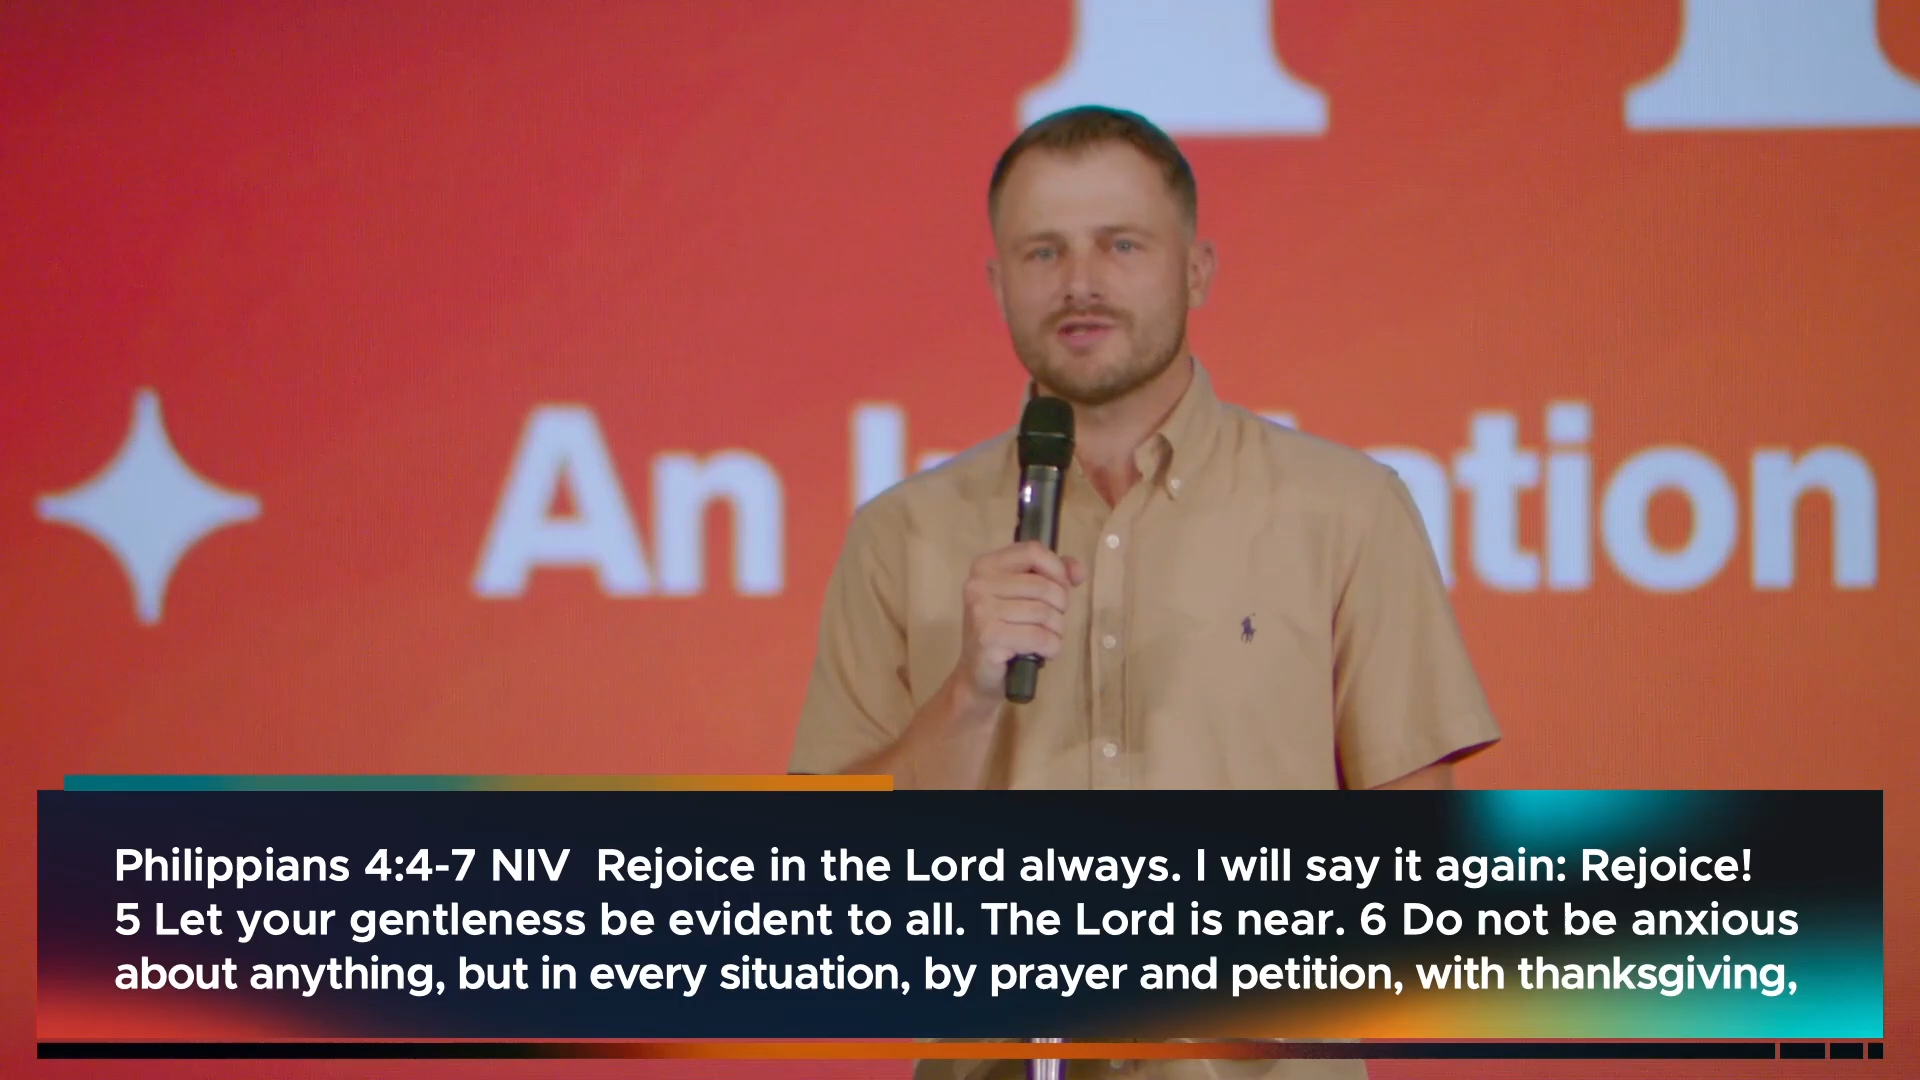 An
Philippians 4:4-7 NIV Rejoice in the Lord always. I will say it again: Rejoice!
5 Let your gentleness be evident to all. The Lord is near. 6 Do not be anxious
about anything, but in every situation, by prayer and petition, with thanksgiving,